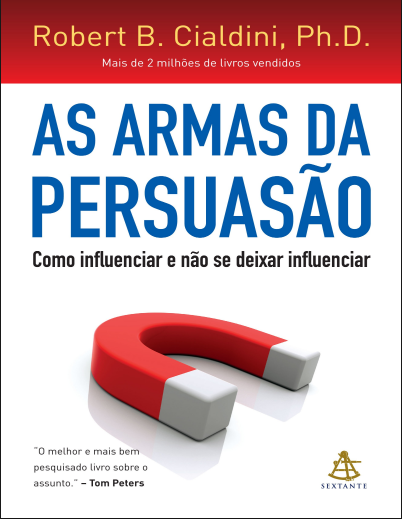 Robert B. Cialdini, Ph.D.
Mais de 2 milhões de livros vendidos
AS ARMAS DA
PERSUASÃO
Como influenciar e não se deixar influenciar
“O melhor e mais bem
pesquisado livro sobre o
assunto.” – Tom Peters
SEXTANTE